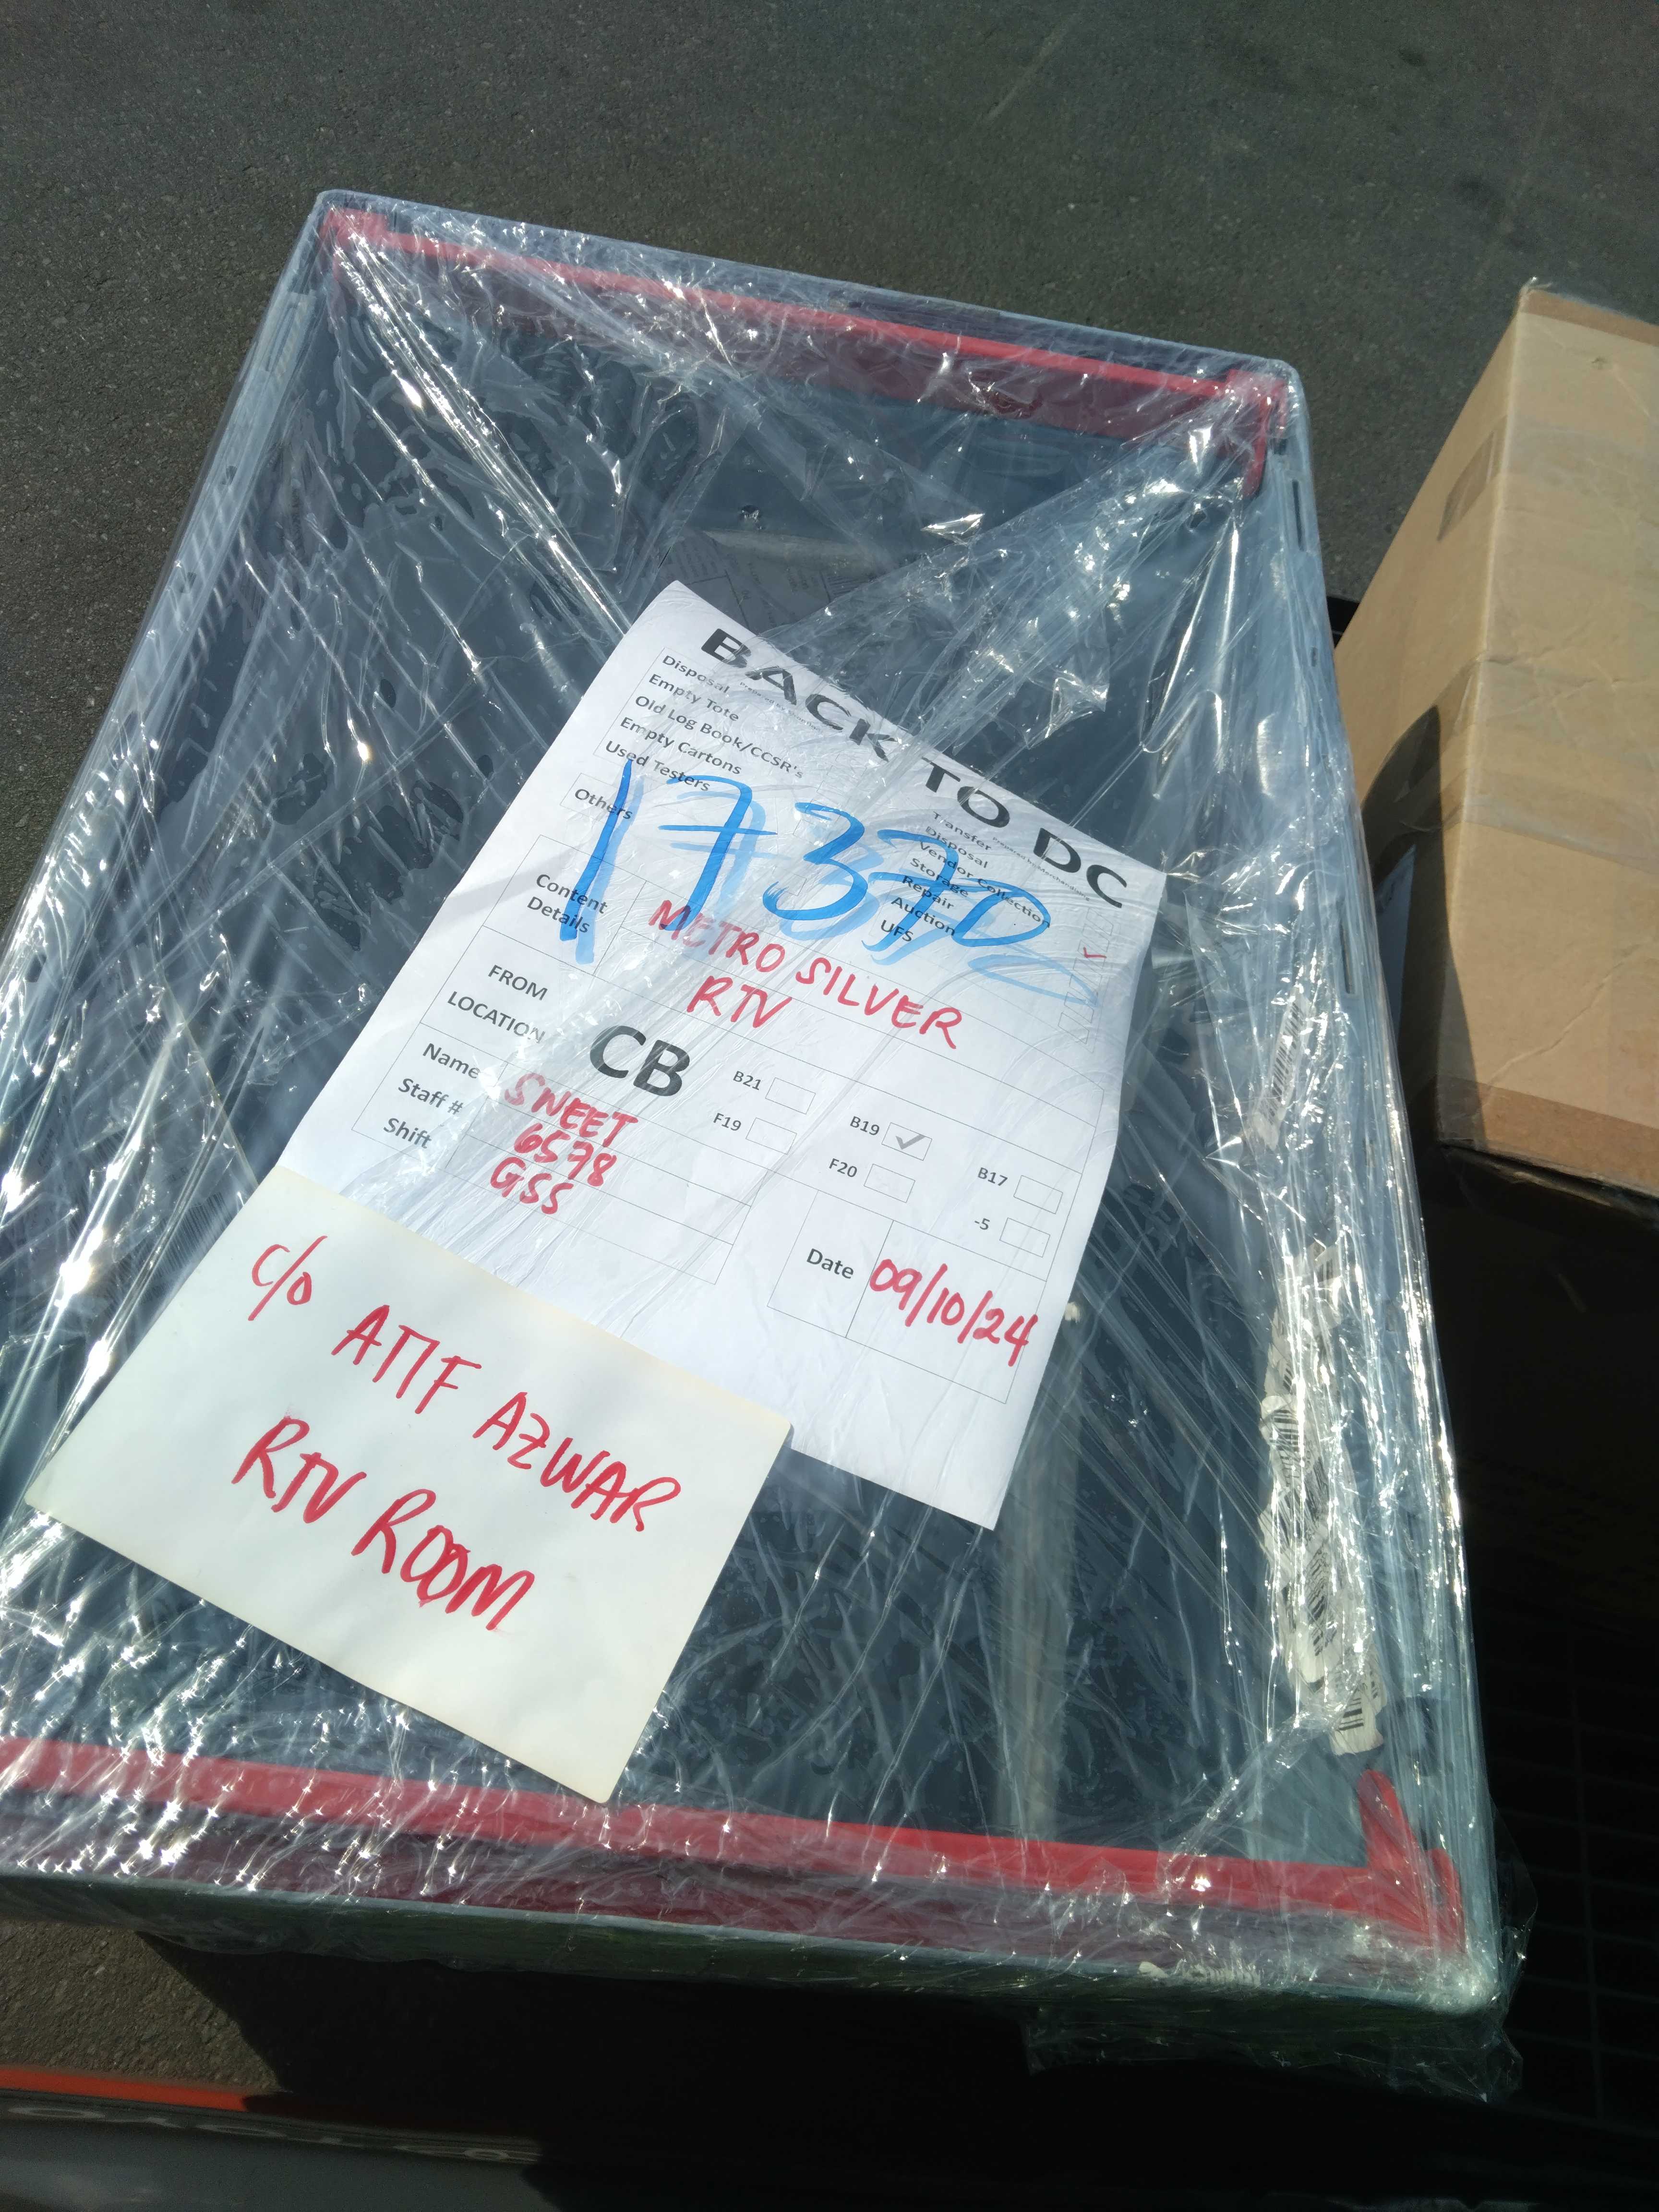 BACK TO DC
Disposal
Empty Tote
Old Log Book/CCSR's
Empty Cartons
Used Testers
Others
Transfer
Disposal
Vendor Collection
Storage
Repair
Auction
UFS
✓
1737D
Content
Details
METRO SILVER
RTV
FROM
LOCATION
CB
B21
B19 ✓
B17
F19
F20
-5
Name
SWEET
Staff #
6578
Shift
GSS
Date
09/10/24
c/o ATIF AZWAR
RTV ROOM